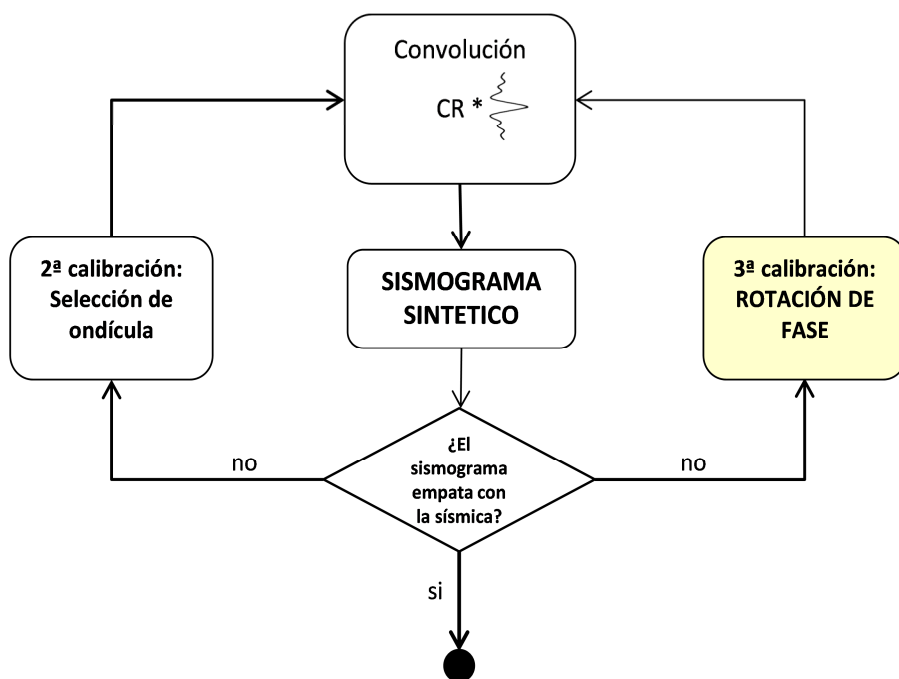 Convolución
CR *
2ª calibración:
Selección de
ondícula
SISMOGRAMA
SINTETICO
3ª calibración:
ROTACIÓN DE
FASE
¿El
sismograma
empata con
la sísmica?
no
no
si